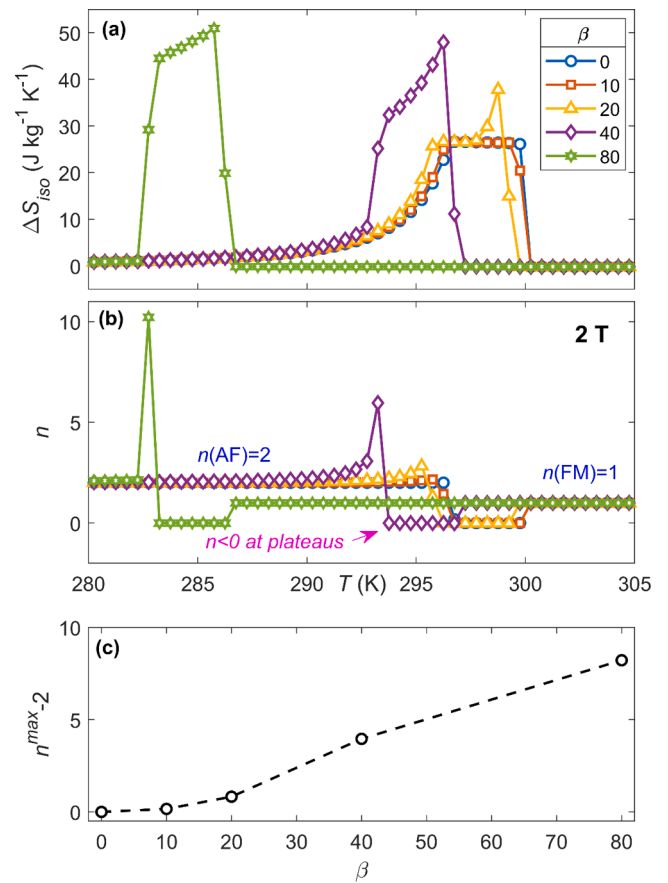 (a)
β
0
10
20
40
80
50
40
30
20
10
0
ΔS_iso (J kg⁻¹ K⁻¹)
(b)
2 T
10
5
0
n
n(AF)=2
n(FM)=1
n<0 at plateaus
280 285 290 295 300 305
T (K)
(c)
10
5
0
n^max-2
0 10 20 30 40 50 60 70 80
β